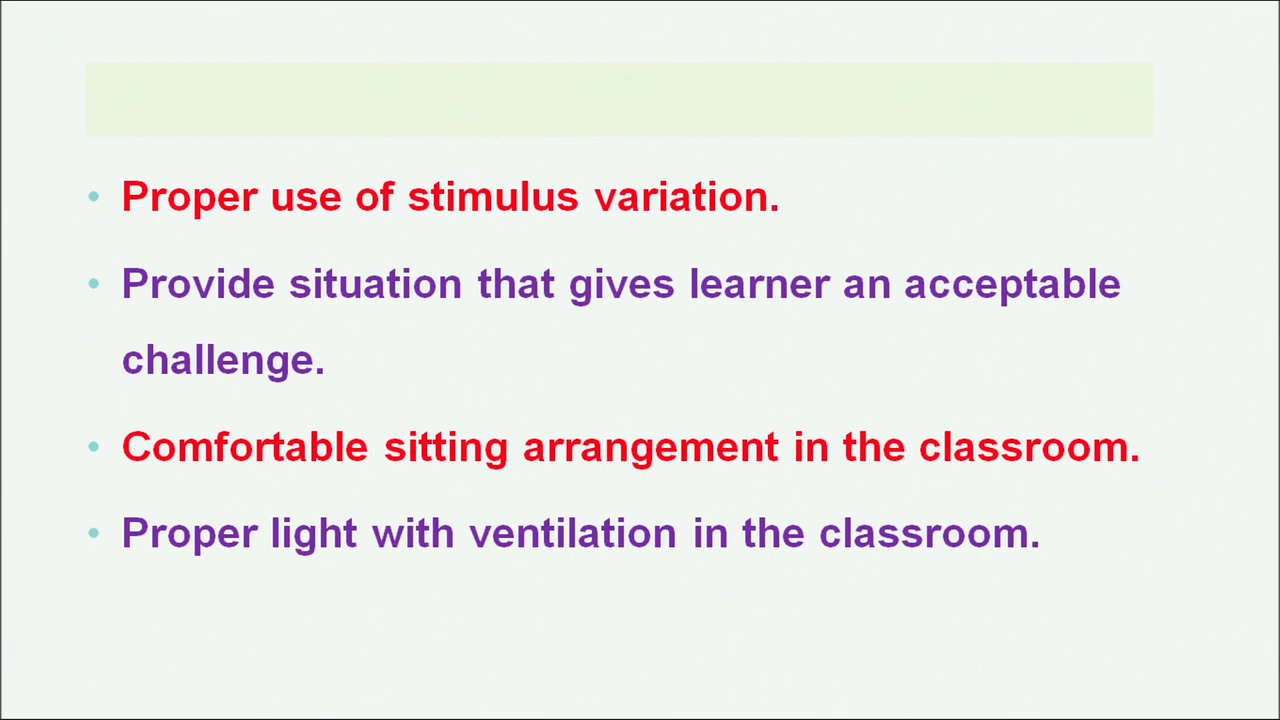 • Proper use of stimulus variation.
• Provide situation that gives learner an acceptable
challenge.
• Comfortable sitting arrangement in the classroom.
• Proper light with ventilation in the classroom.